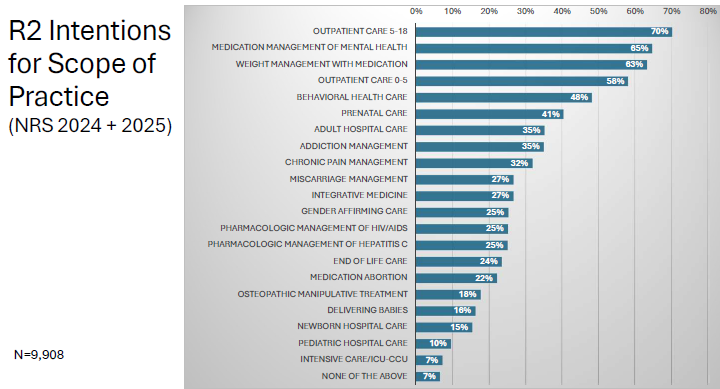 R2 Intentions
for Scope of
Practice
(NRS 2024 + 2025)
0% 10% 20% 30% 40% 50% 60% 70% 80%
OUTPATIENT CARE 5-18 70%
MEDICATION MANAGEMENT OF MENTAL HEALTH 65%
WEIGHT MANAGEMENT WITH MEDICATION 63%
OUTPATIENT CARE 0-5 58%
BEHAVIORAL HEALTH CARE 48%
PRENATAL CARE 41%
ADULT HOSPITAL CARE 35%
ADDICTION MANAGEMENT 35%
CHRONIC PAIN MANAGEMENT 32%
MISCARRIAGE MANAGEMENT 27%
INTEGRATIVE MEDICINE 27%
GENDER AFFIRMING CARE 25%
PHARMACOLOGIC MANAGEMENT OF HIV/AIDS 25%
PHARMACOLOGIC MANAGEMENT OF HEPATITIS C 25%
END OF LIFE CARE 24%
MEDICATION ABORTION 22%
OSTEOPATHIC MANIPULATIVE TREATMENT 18%
DELIVERING BABIES 16%
NEWBORN HOSPITAL CARE 15%
PEDIATRIC HOSPITAL CARE 10%
INTENSIVE CARE/ICU-CCU 7%
NONE OF THE ABOVE 7%
N=9,908